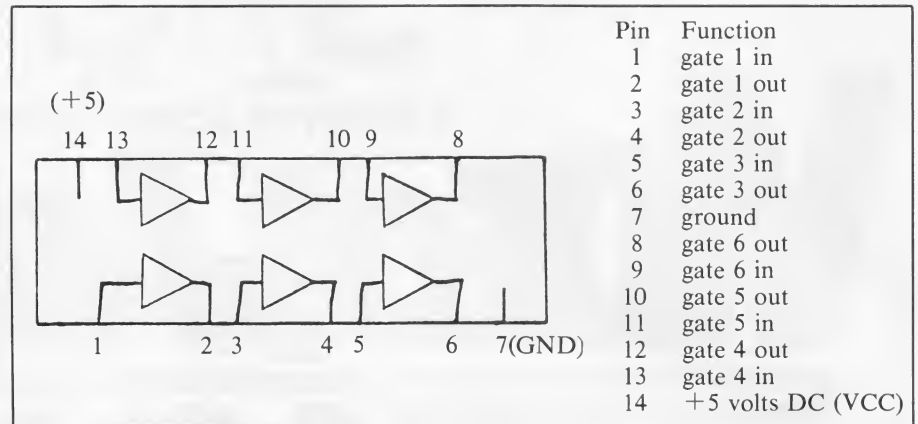 (+5)
14 13 12 11 10 9 8
1 2 3 4 5 6 7(GND)
Pin Function
1 gate 1 in
2 gate 1 out
3 gate 2 in
4 gate 2 out
5 gate 3 in
6 gate 3 out
7 ground
8 gate 6 out
9 gate 6 in
10 gate 5 out
11 gate 5 in
12 gate 4 out
13 gate 4 in
14 +5 volts DC (VCC)